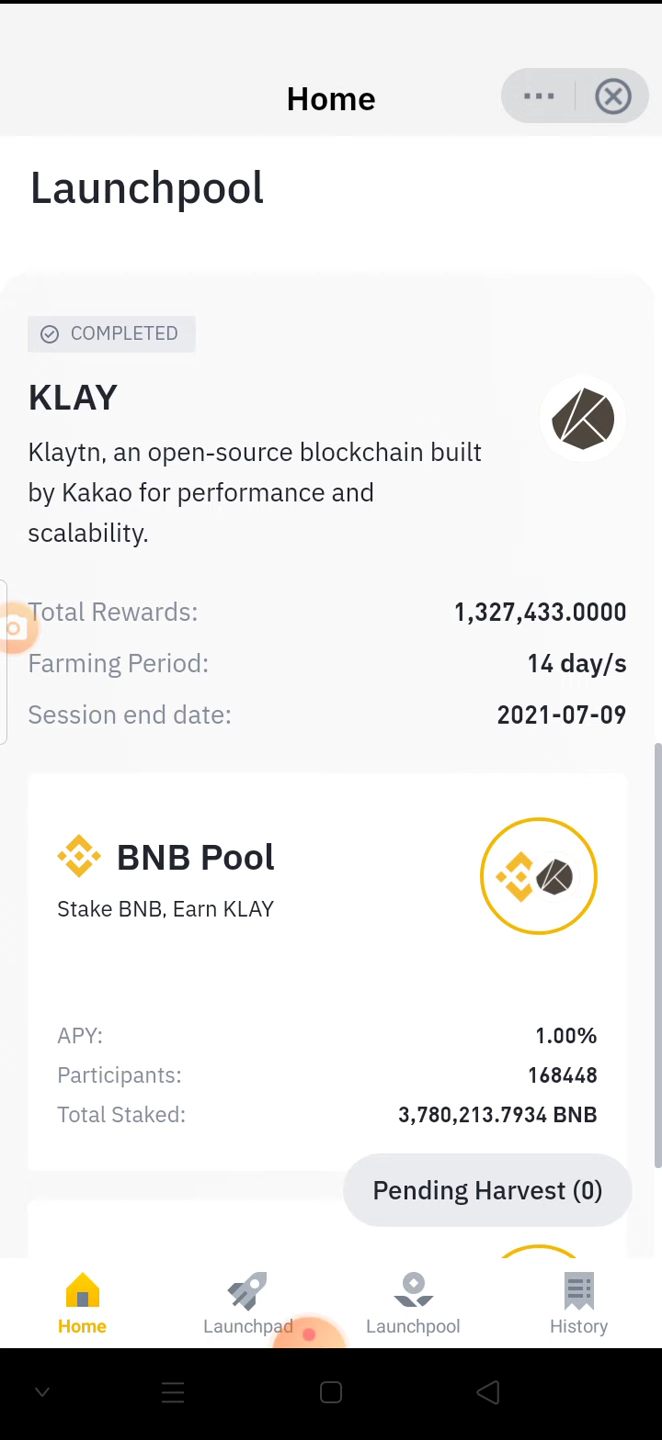 Home
Launchpool
COMPLETED
KLAY
Klaytn, an open-source blockchain built
by Kakao for performance and
scalability.
Total Rewards: 1,327,433.0000
Farming Period: 14 day/s
Session end date: 2021-07-09
BNB Pool
Stake BNB, Earn KLAY
APY: 1.00%
Participants: 168448
Total Staked: 3,780,213.7934 BNB
Pending Harvest (0)
Home Launchpad Launchpool History